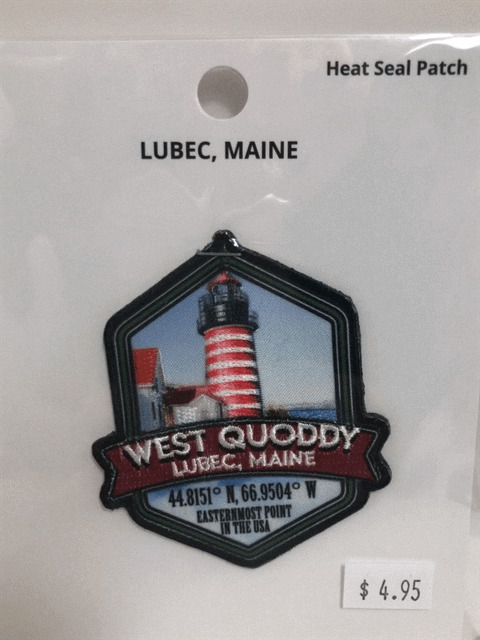 Heat Seal Patch
LUBEC, MAINE
WEST QUODDY
LUBEC, MAINE
44.8151° N, 66.9504° W
EASTERNMOST POINT
IN THE USA
$ 4.95